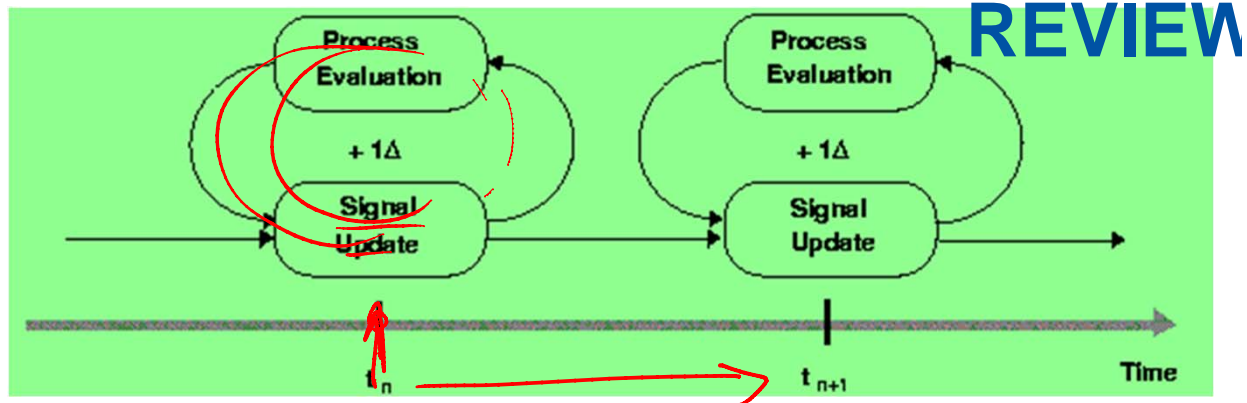 REVIEW
Process
Evaluation
+ 1Δ
Signal
Update
Process
Evaluation
+ 1Δ
Signal
Update
t n
t n+1
Time